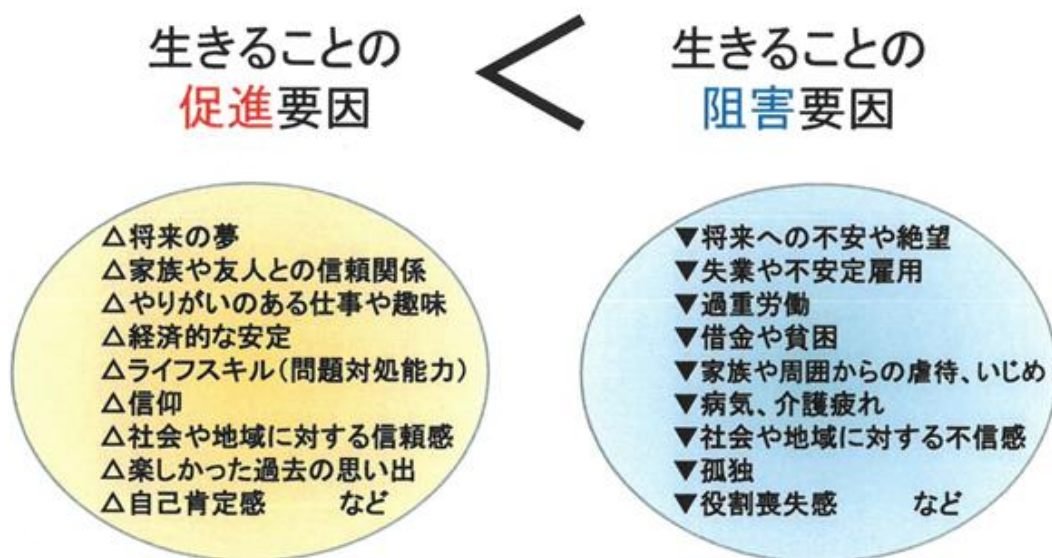 生きることの
促進要因
<
生きることの
阻害要因
△将来の夢
△家族や友人との信頼関係
△やりがいのある仕事や趣味
△経済的な安定
△ライフスキル(問題対処能力)
△信仰
△社会や地域に対する信頼感
△楽しかった過去の思い出
△自己肯定感 など
▼将来への不安や絶望
▼失業や不安定雇用
▼過重労働
▼借金や貧困
▼家族や周囲からの虐待、いじめ
▼病気、介護疲れ
▼社会や地域に対する不信感
▼孤独
▼役割喪失感 など